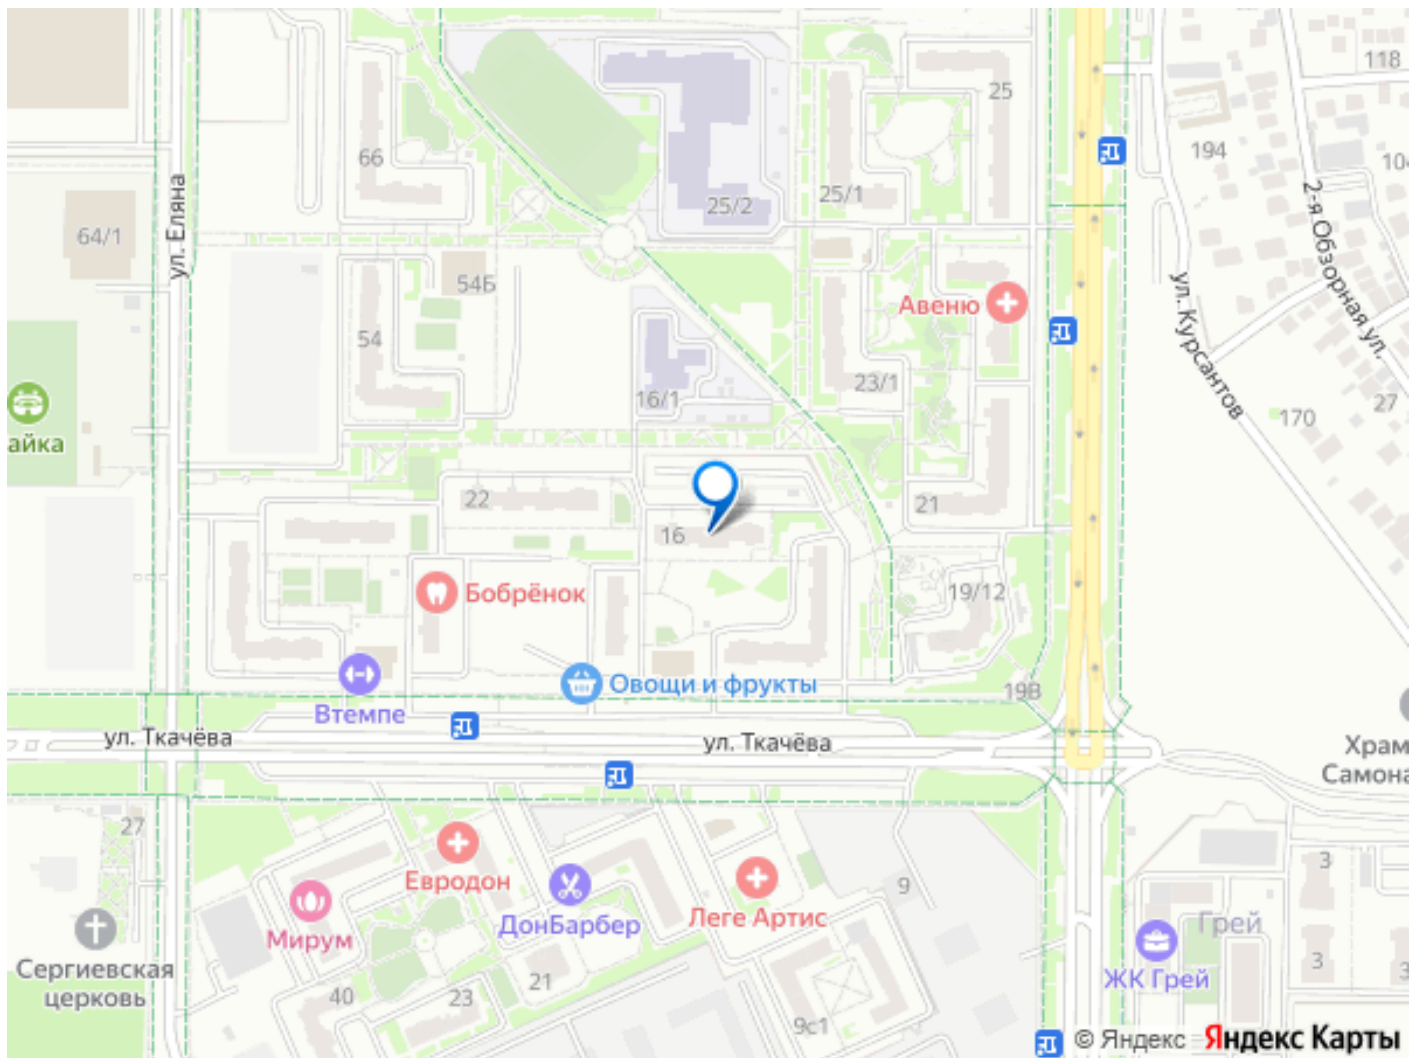 118
25
194
104
66
25/1
25/2
2-я Обзорная ул.
ул. Еляна
64/1
54Б
Авеню
ул. Курсантов
54
23/1
16/1
27
170
айка
22
21
16
Бобрёнок
19/12
Овощи и фрукты
19В
Втемпе
ул. Ткачёва
ул. Ткачёва
Храм
Самона
27
3
Евродон
9
Леге Артис
ДонБарбер
Мирум
Грей
Сергиевская
церковь
3
3
ЖК Грей
21
40
23
9с1
© Яндекс Яндекс Карты